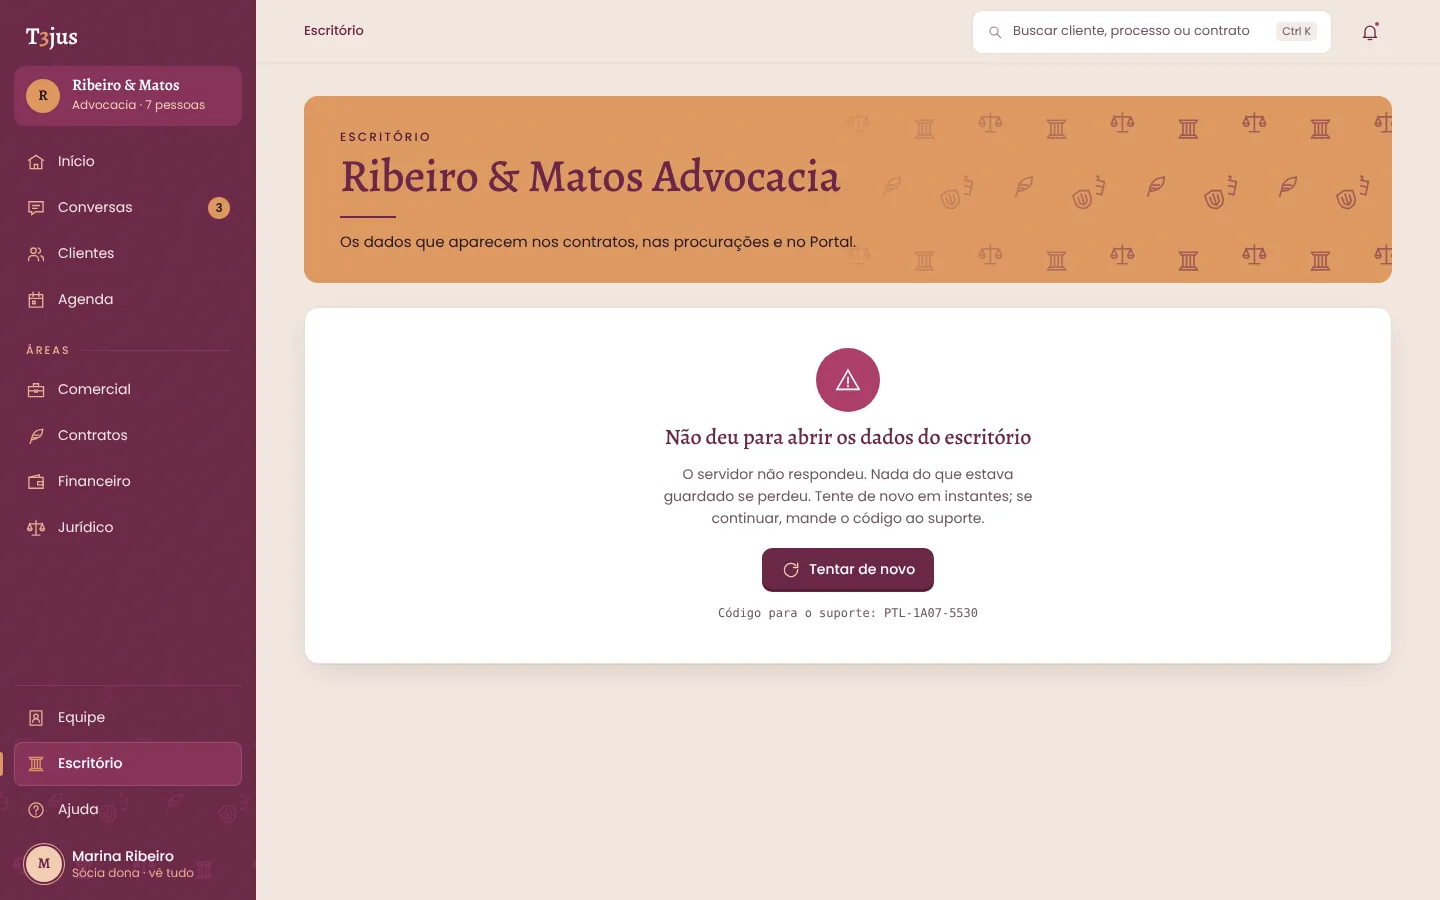 T3jus
R
Ribeiro & Matos
Advocacia · 7 pessoas
Início
Conversas
3
Clientes
Agenda
ÁREAS
Comercial
Contratos
Financeiro
Jurídico
Equipe
Escritório
Ajuda
M
Marina Ribeiro
Sócia dona · vê tudo
Escritório
Buscar cliente, processo ou contrato
Ctrl K
ESCRITÓRIO
Ribeiro & Matos Advocacia
Os dados que aparecem nos contratos, nas procurações e no Portal.
Não deu para abrir os dados do escritório
O servidor não respondeu. Nada do que estava
guardado se perdeu. Tente de novo em instantes; se
continuar, mande o código ao suporte.
Tentar de novo
Código para o suporte: PTL-1A07-5530